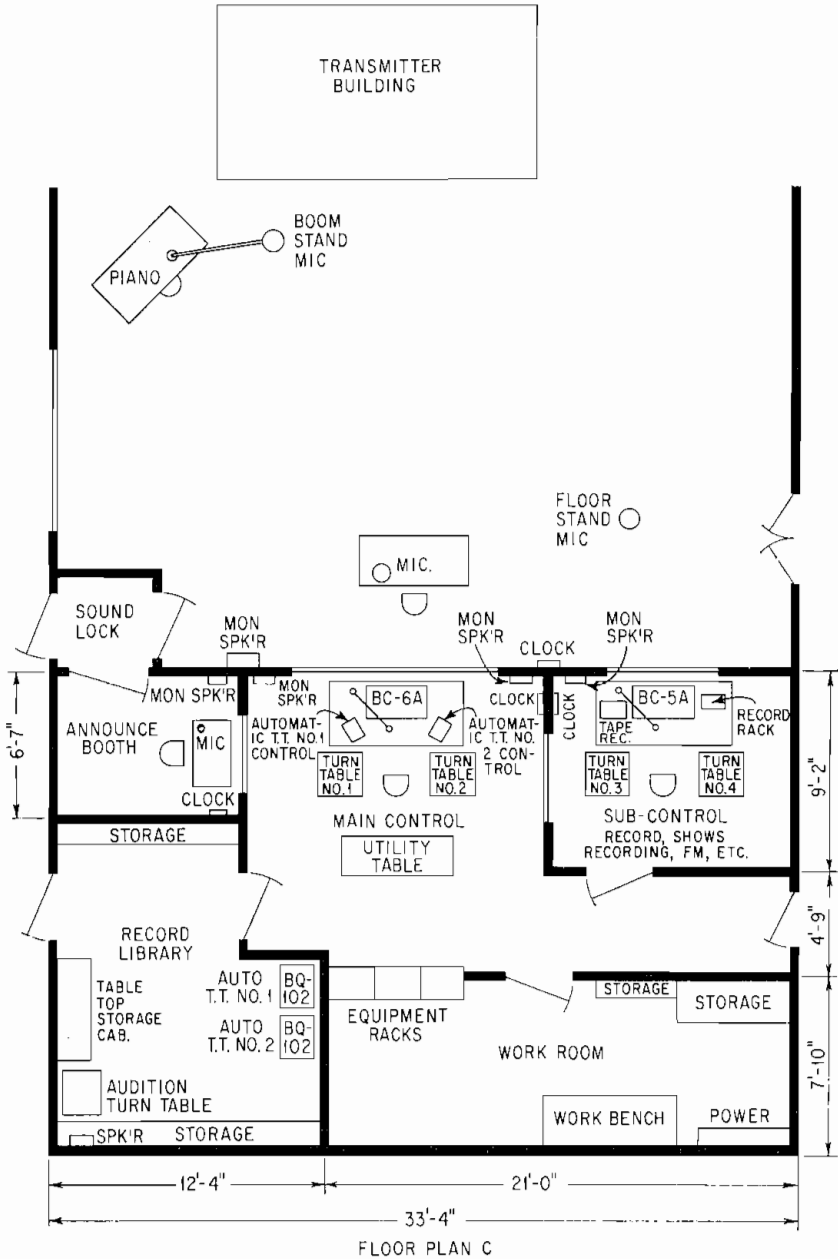 TRANSMITTER
BUILDING
BOOM
STAND
MIC
PIANO
FLOOR
STAND
MIC
MIC.
SOUND
LOCK
MON
SPK'R
MON
SPK'R
CLOCK
MON
SPK'R
MON SPK'R
MON
SPK'R
BC-6A
CLOCK
CLOCK
BC-5A
TAPE
REC.
RECORD
RACK
ANNOUNCE
BOOTH
MIC
CLOCK
AUTOMAT-
IC T.T. NO.1
CONTROL
AUTOMAT-
IC T.T. NO.
2 CON-
TROL
TURN
TABLE
NO.1
TURN
TABLE
NO.2
TURN
TABLE
NO.3
TURN
TABLE
NO.4
6'-7"
9'-2"
MAIN CONTROL
UTILITY
TABLE
SUB-CONTROL
RECORD, SHOWS
RECORDING, FM, ETC.
STORAGE
4'-9"
RECORD
LIBRARY
TABLE
TOP
STORAGE
CAB.
AUTO
T.T. NO. 1
BQ-
102
AUTO
T.T. NO. 2
BQ-
102
EQUIPMENT
RACKS
STORAGE
STORAGE
WORK ROOM
7'-10"
AUDITION
TURN TABLE
WORK BENCH
POWER
SPK'R
STORAGE
12'-4"
21'-0"
33'-4"
FLOOR PLAN C